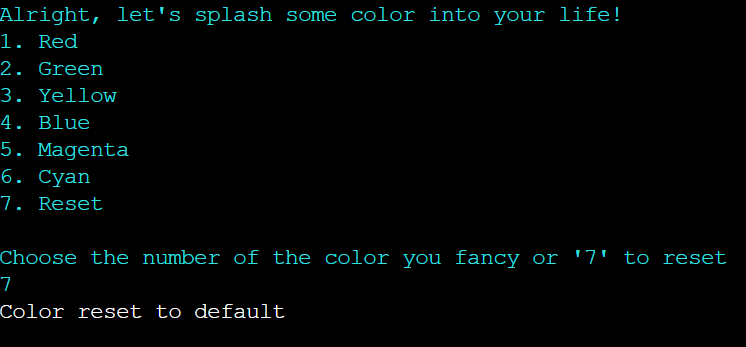 Alright, let's splash some color into your life!
1. Red
2. Green
3. Yellow
4. Blue
5. Magenta
6. Cyan
7. Reset
Choose the number of the color you fancy or '7' to reset
7
Color reset to default